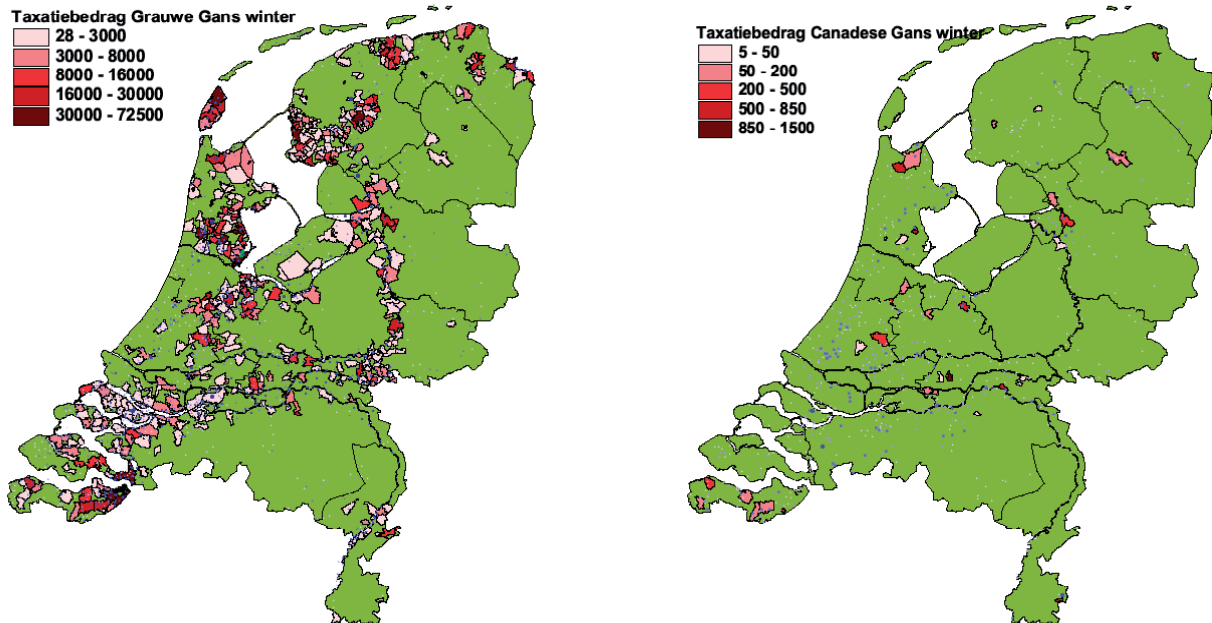 Taxatiebedrag Grauwe Gans winter
28 - 3000
3000 - 8000
8000 - 16000
16000 - 30000
30000 - 72500
Taxatiebedrag Canadese Gans winter
5 - 50
50 - 200
200 - 500
500 - 850
850 - 1500